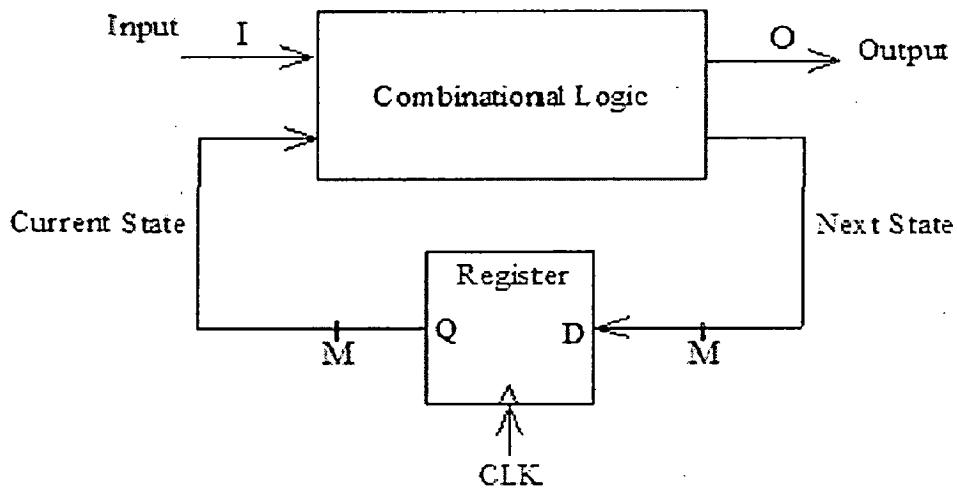 Input
I
O
Output
Combinational Logic
Current State
Next State
Register
Q
D
M
M
CLK